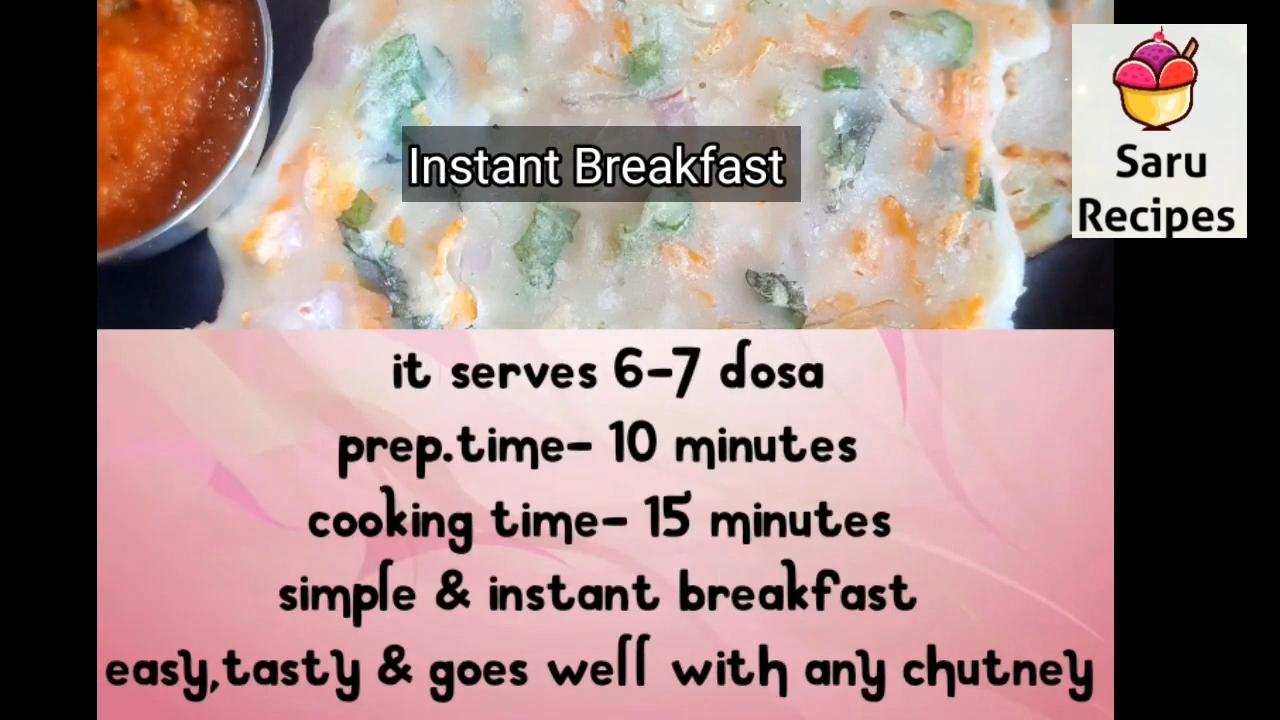 Instant Breakfast
Saru
Recipes
it serves 6-7 dosa
prep.time- 10 minutes
cooking time- 15 minutes
simple & instant breakfast
easy,tasty & goes well with any chutney